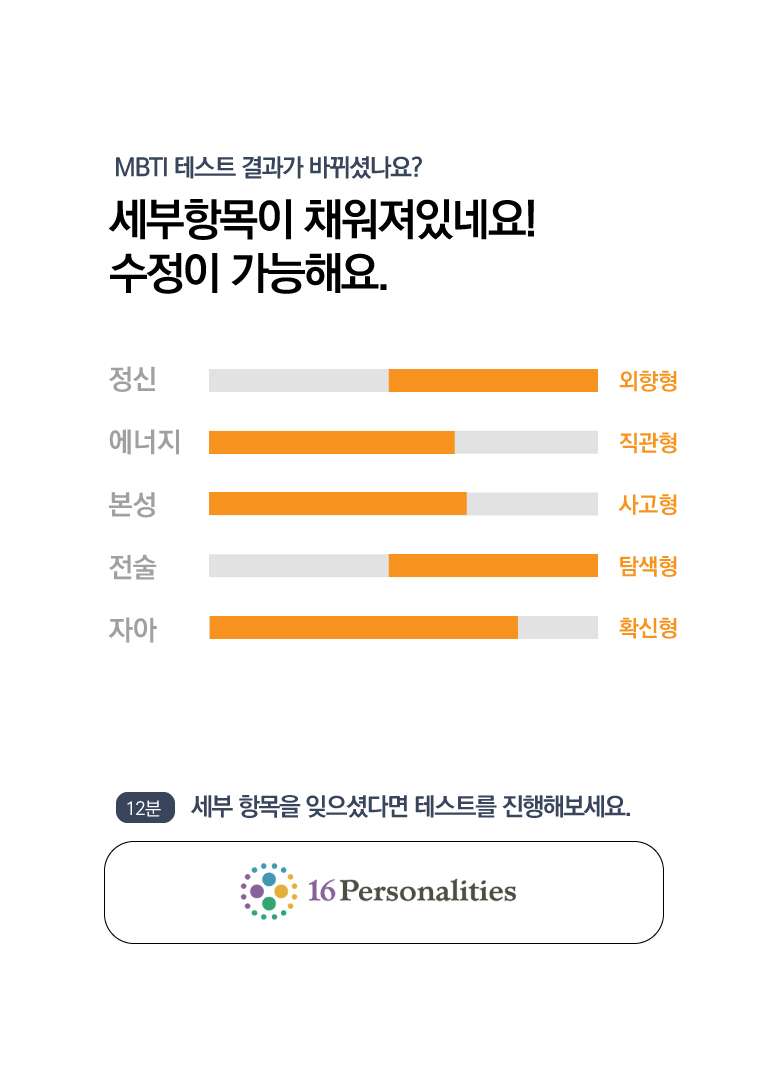 MBTI 테스트 결과가 바뀌셨나요?
세부항목이 채워져있네요!
수정이 가능해요.
정신 외향형
에너지 직관형
본성 사고형
전술 탐색형
자아 확신형
12분 세부 항목을 잊으셨다면 테스트를 진행해보세요.
16Personalities